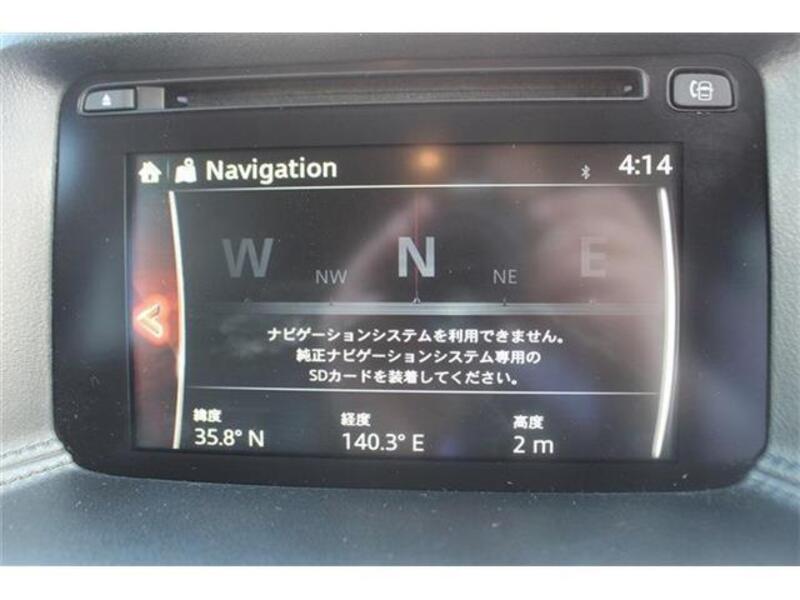 Navigation
4:14
W NW N NE E
ナビゲーションシステムを利用できません。
純正ナビゲーションシステム専用の
SDカードを装着してください。
緯度 経度 高度
35.8° N 140.3° E 2 m